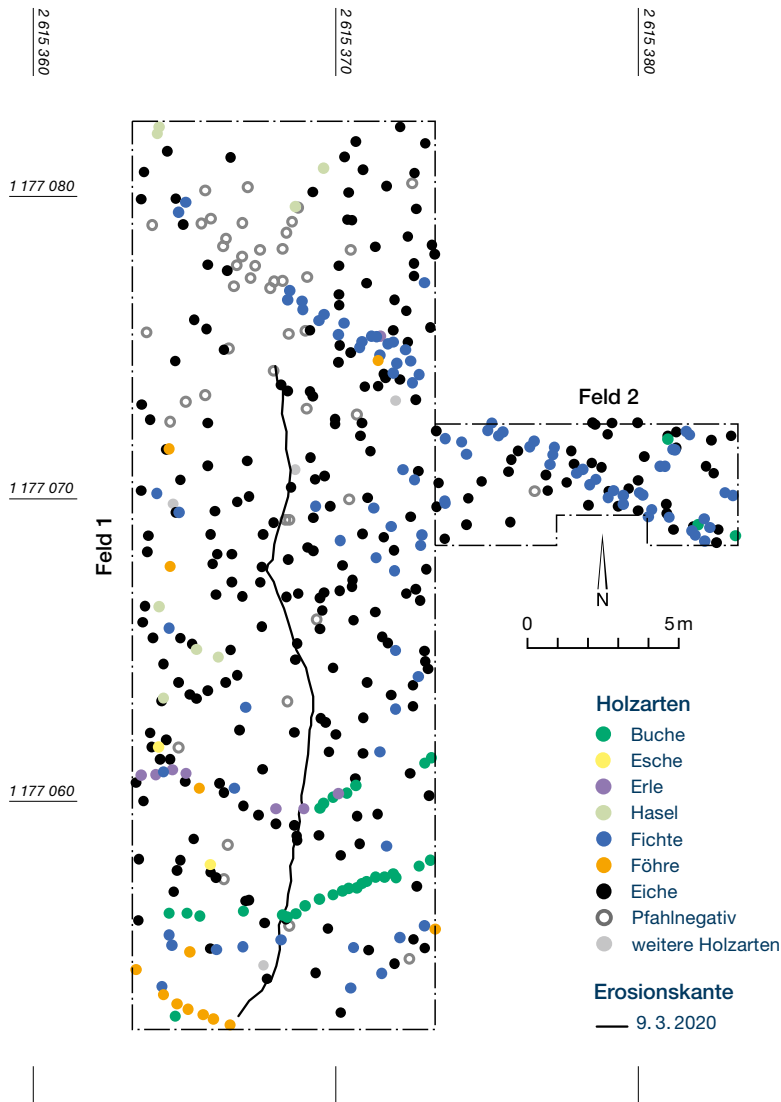 2 615 360
2 615 370
2 615 380
1 177 080
Feld 2
1 177 070
Feld 1
N
0 5 m
Holzarten
Buche
Esche
Erle
Hasel
Fichte
Föhre
Eiche
Pfahlnegativ
weitere Holzarten
1 177 060
Erosionskante
9. 3. 2020